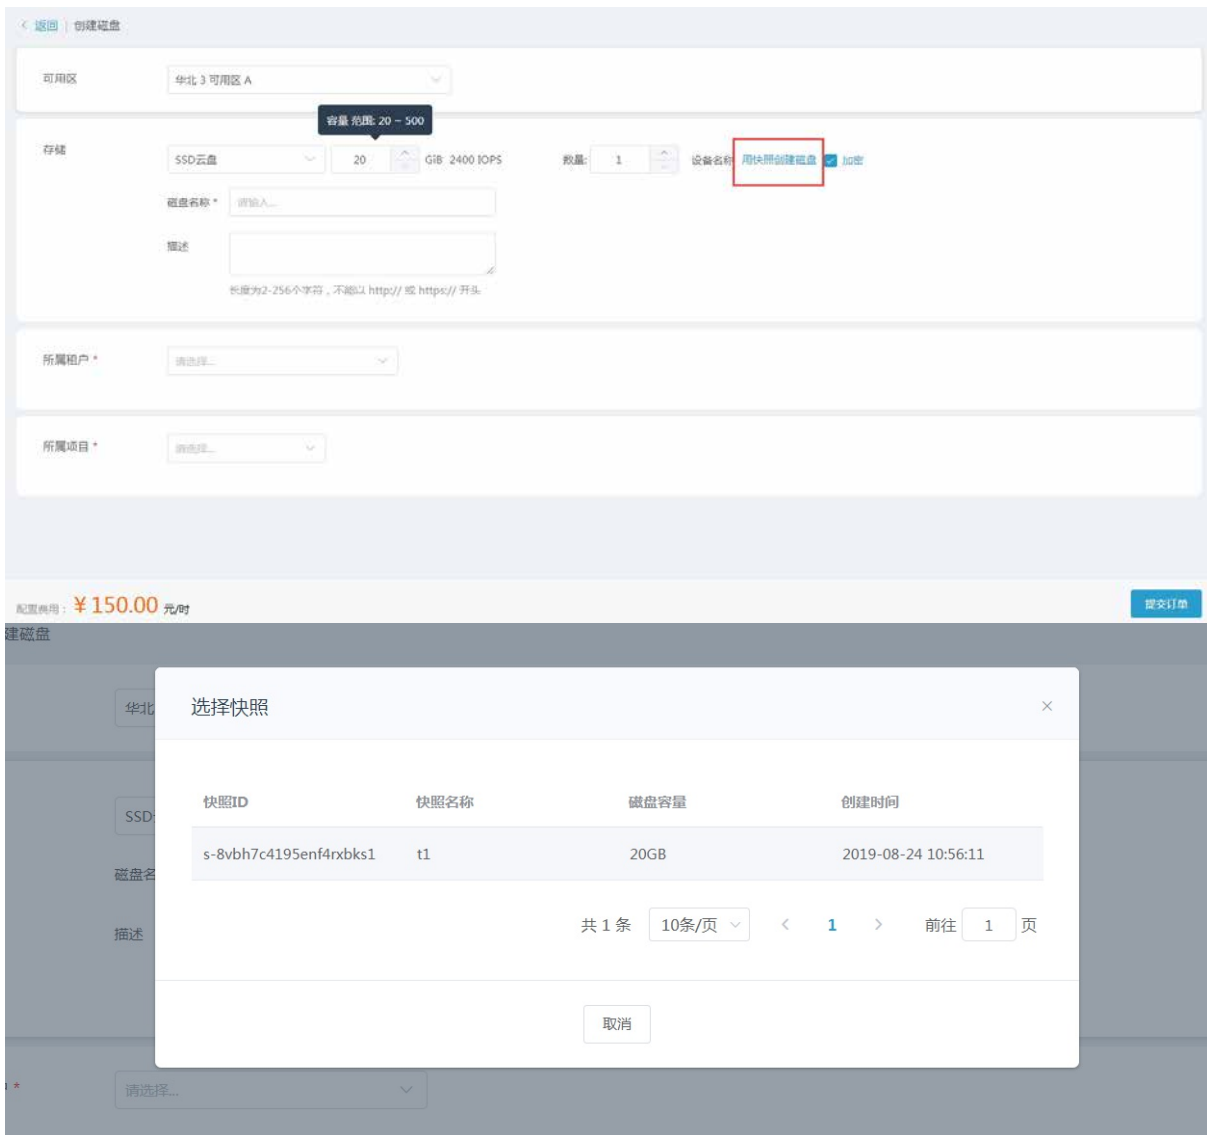 返回 | 创建磁盘
可用区 华北 3 可用区 A
容量 范围: 20 ~ 500
存储 SSD云盘 20 GiB 2400 IOPS 数量: 1 设备名称 用快照创建磁盘 加密
磁盘名称 * 请输入...
描述
长度为2-256个字符，不能以 http:// 或 https:// 开头
所属租户 * 请选择...
所属项目 * 请选择...
配置费用： ¥ 150.00 元/时 提交订单
建磁盘
华北
选择快照
SSD
快照ID 快照名称 磁盘容量 创建时间
s-8vbh7c4195enf4rxbks1 t1 20GB 2019-08-24 10:56:11
磁盘名
共 1 条 10条/页 1 前往 1 页
描述
取消
* 请选择...